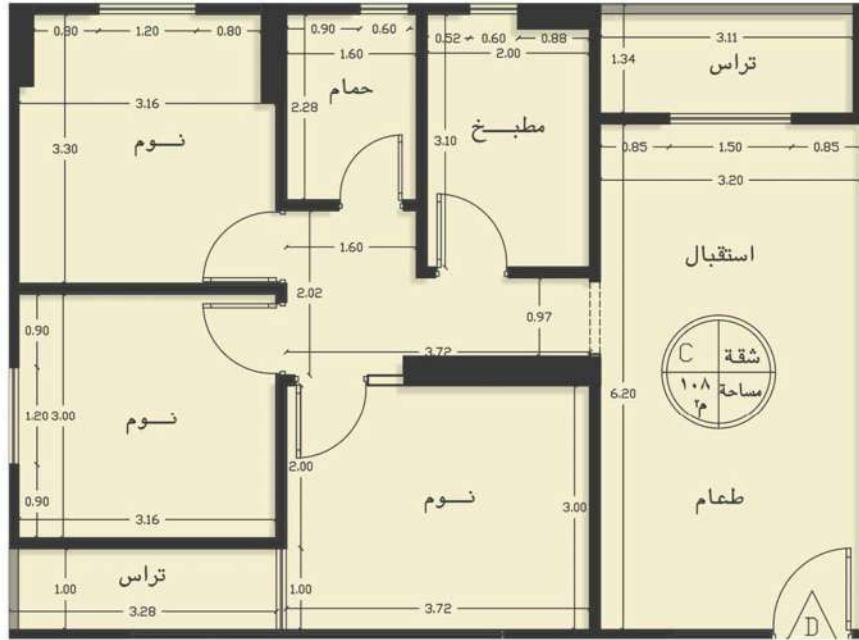 0.80 1.20 0.80 0.90 0.60 0.52 0.60 0.88 3.11
1.60 2.00 1.34 تراس
3.16 2.28 حمام مطبــخ
نــوم 3.30 3.10 0.85 1.50 0.85
3.20
1.60 استقبال
2.02 0.97
0.90 3.72 C شقة
1.20 3.00 نــوم 6.20 ١٠٨ مساحة
م٢
0.90 2.00 نــوم 3.00 طعام
3.16
1.00 تراس 1.00
3.28 3.72 D